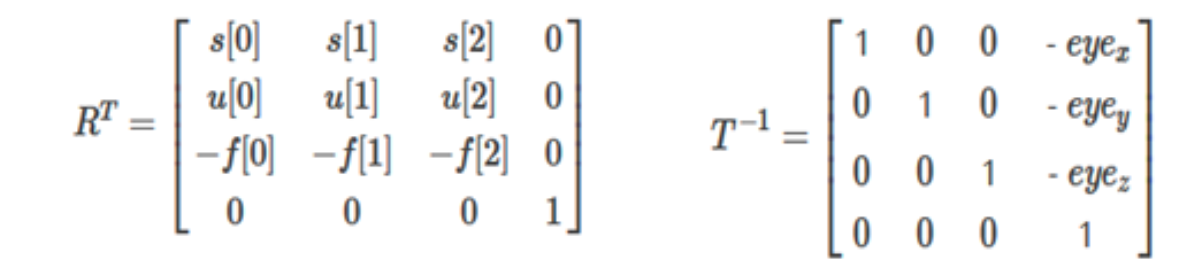 R^T = [ s[0] s[1] s[2] 0
u[0] u[1] u[2] 0
-f[0] -f[1] -f[2] 0
0 0 0 1 ]
T^{-1} = [ 1 0 0 - eye_x
0 1 0 - eye_y
0 0 1 - eye_z
0 0 0 1 ]